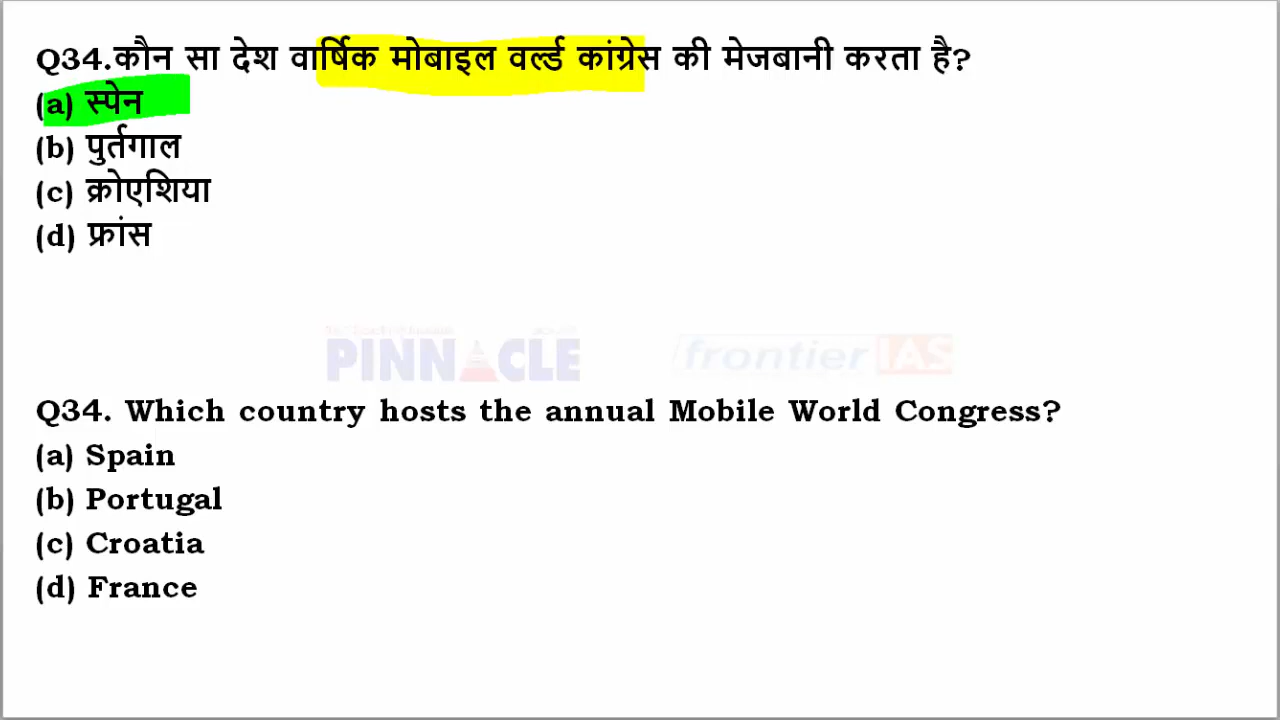 Q34.कौन सा देश वार्षिक मोबाइल वर्ल्ड कांग्रेस की मेजबानी करता है?
(a) स्पेन
(b) पुर्तगाल
(c) क्रोएशिया
(d) फ्रांस
PINNACLE frontier IAS
Q34. Which country hosts the annual Mobile World Congress?
(a) Spain
(b) Portugal
(c) Croatia
(d) France